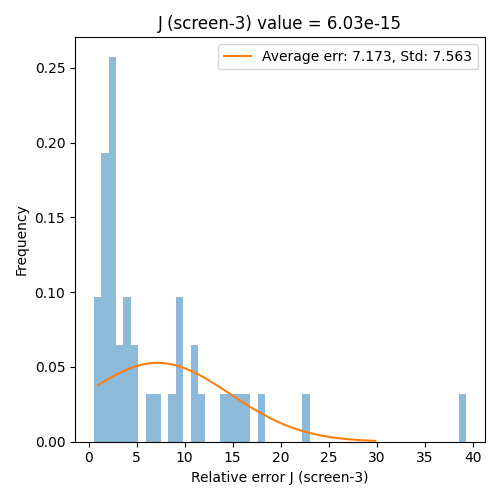 J (screen-3) value = 6.03e-15
Average err: 7.173, Std: 7.563
Frequency
0.25
0.20
0.15
0.10
0.05
0.00
0 5 10 15 20 25 30 35 40
Relative error J (screen-3)